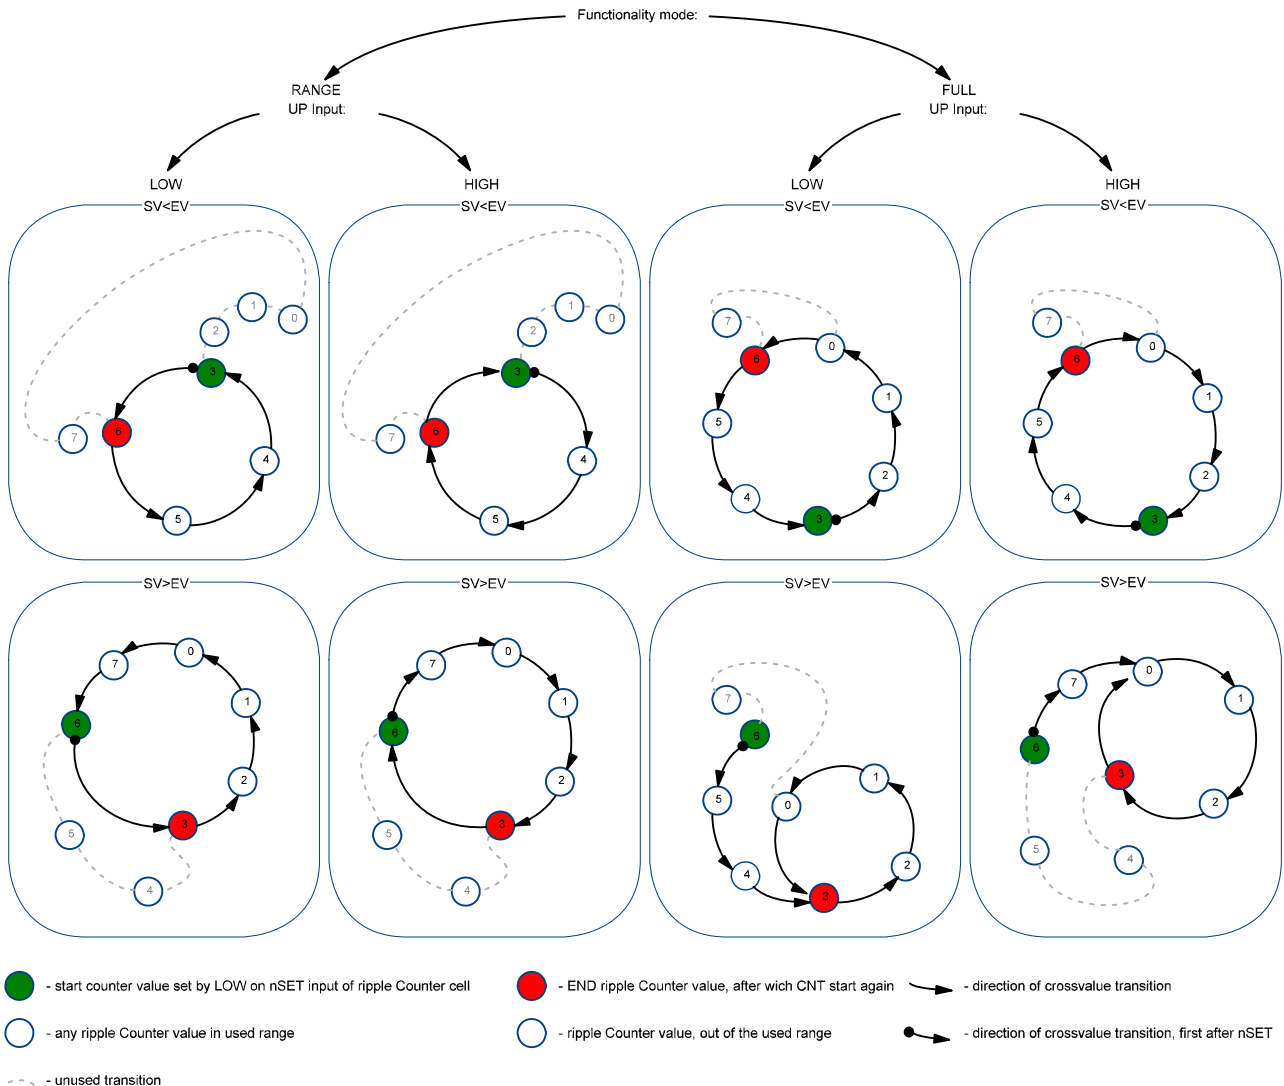 Functionality mode:
RANGE
UP Input:
FULL
UP Input:
LOW
HIGH
LOW
HIGH
SV<EV
SV<EV
SV<EV
SV<EV
0
1
2
3
4
5
6
7
0
1
2
3
4
5
6
7
0
1
2
3
4
5
6
7
0
1
2
3
4
5
6
7
SV>EV
SV>EV
SV>EV
SV>EV
0
1
2
3
4
5
6
7
0
1
2
3
4
5
6
7
0
1
2
3
4
5
6
7
0
1
2
3
4
5
6
7
- start counter value set by LOW on nSET input of ripple Counter cell
- END ripple Counter value, after wich CNT start again
- direction of crossvalue transition
- any ripple Counter value in used range
- ripple Counter value, out of the used range
- direction of crossvalue transition, first after nSET
- unused transition